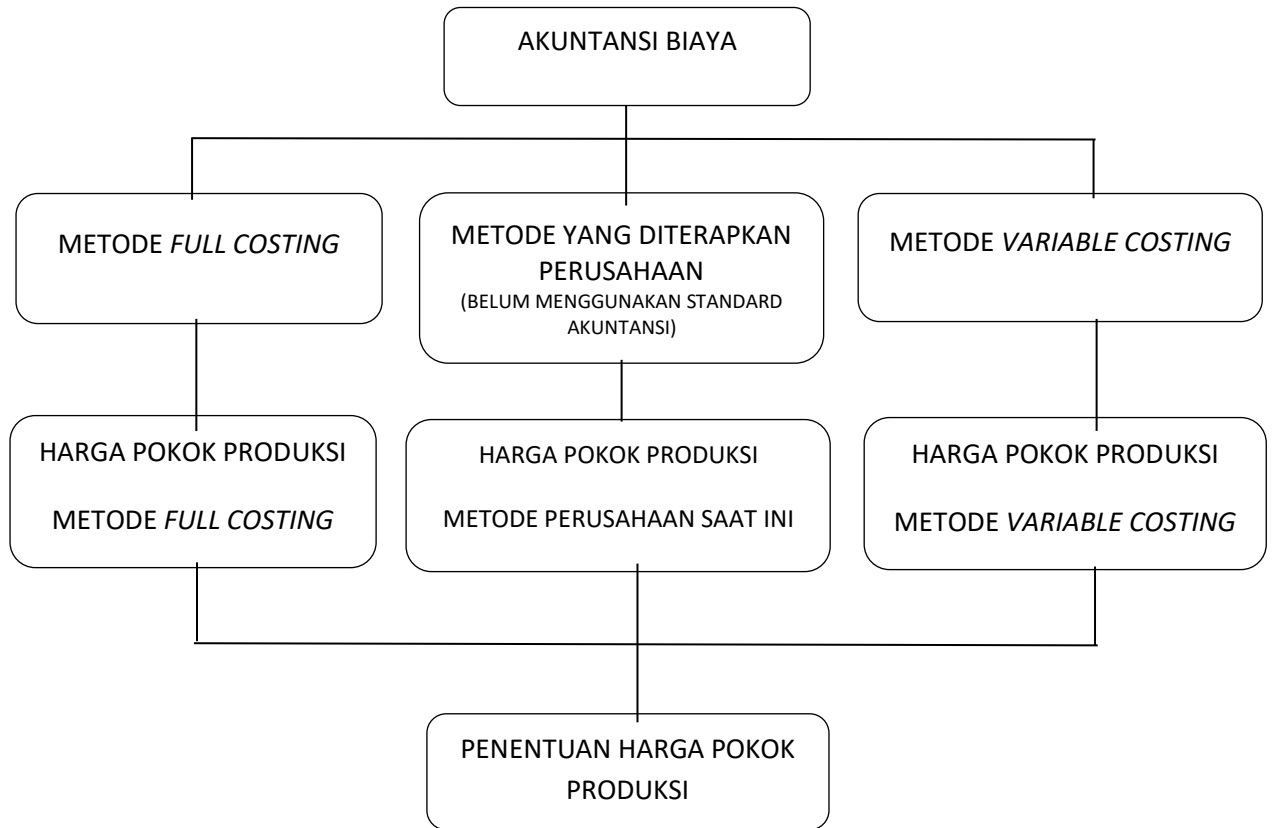 AKUNTANSI BIAYA
METODE FULL COSTING
METODE YANG DITERAPKAN
PERUSAHAAN
(BELUM MENGGUNAKAN STANDARD
AKUNTANSI)
METODE VARIABLE COSTING
HARGA POKOK PRODUKSI
METODE FULL COSTING
HARGA POKOK PRODUKSI
METODE PERUSAHAAN SAAT INI
HARGA POKOK PRODUKSI
METODE VARIABLE COSTING
PENENTUAN HARGA POKOK
PRODUKSI